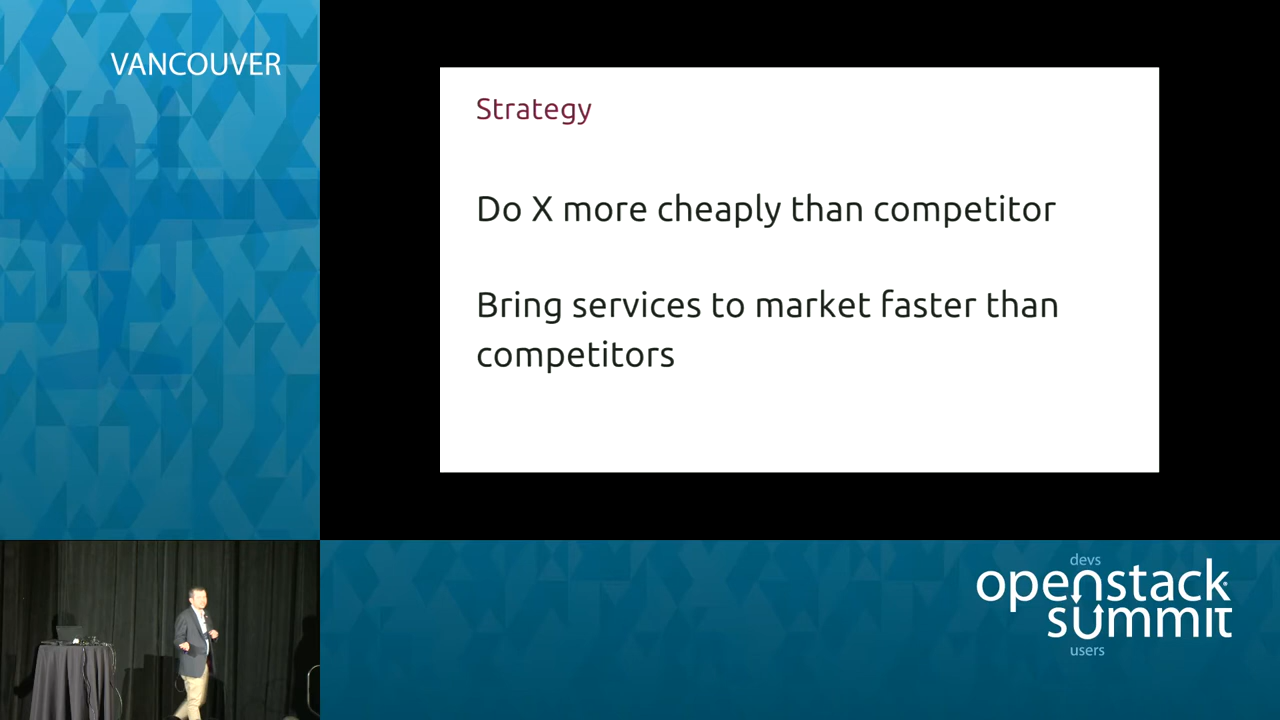 VANCOUVER
Strategy
Do X more cheaply than competitor
Bring services to market faster than
competitors
devs
openstack
summit
users